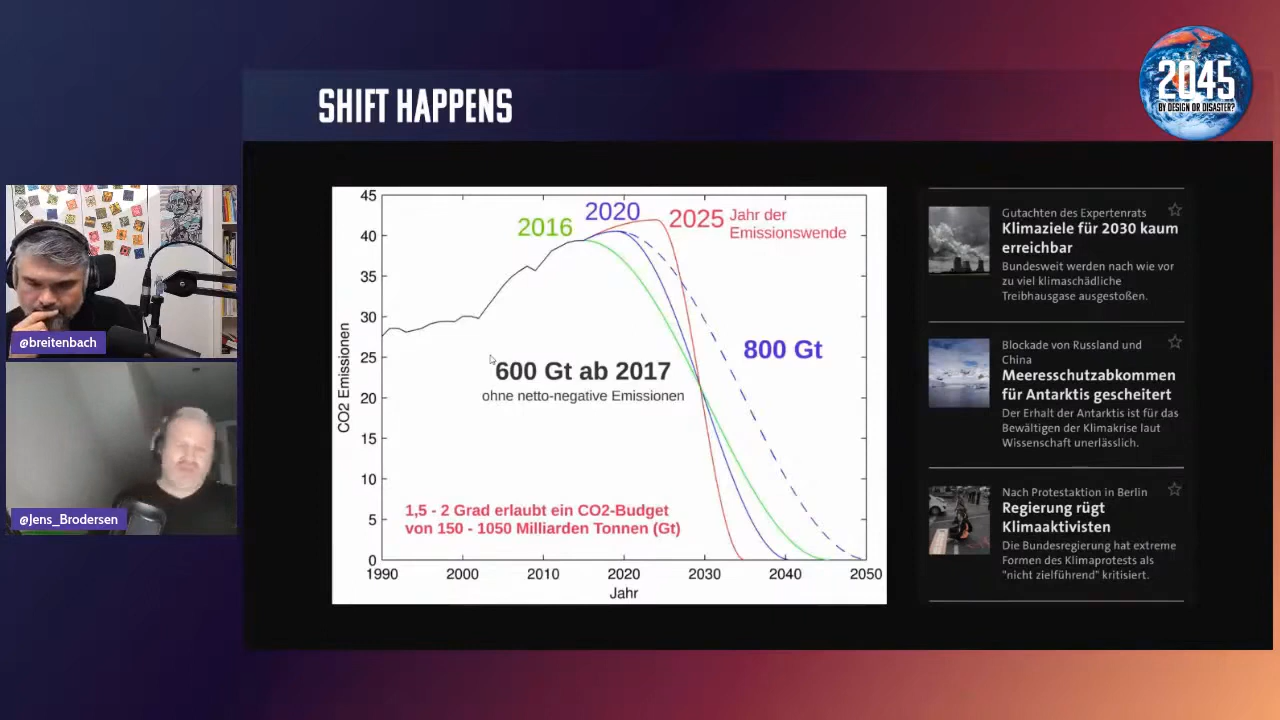 2045
BY DESIGN OR DISASTER?
SHIFT HAPPENS
@breitenbach
@Jens_Brodersen
CO2 Emissionen
45
40
35
30
25
20
15
10
5
0
1990
2000
2010
2020
2030
2040
2050
Jahr
2016
2020
2025
Jahr der
Emissionswende
800 Gt
600 Gt ab 2017
ohne netto-negative Emissionen
1,5 - 2 Grad erlaubt ein CO2-Budget
von 150 - 1050 Milliarden Tonnen (Gt)
Gutachten des Expertenrats
Klimaziele für 2030 kaum
erreichbar
Bundesweit werden nach wie vor
zu viel klimaschädliche
Treibhausgase ausgestoßen.
Blockade von Russland und
China
Meeresschutzabkommen
für Antarktis gescheitert
Der Erhalt der Antarktis ist für das
Bewältigen der Klimakrise laut
Wissenschaft unerlässlich.
Nach Protestaktion in Berlin
Regierung rügt
Klimaaktivisten
Die Bundesregierung hat extreme
Formen des Klimaprotests als
"nicht zielführend" kritisiert.